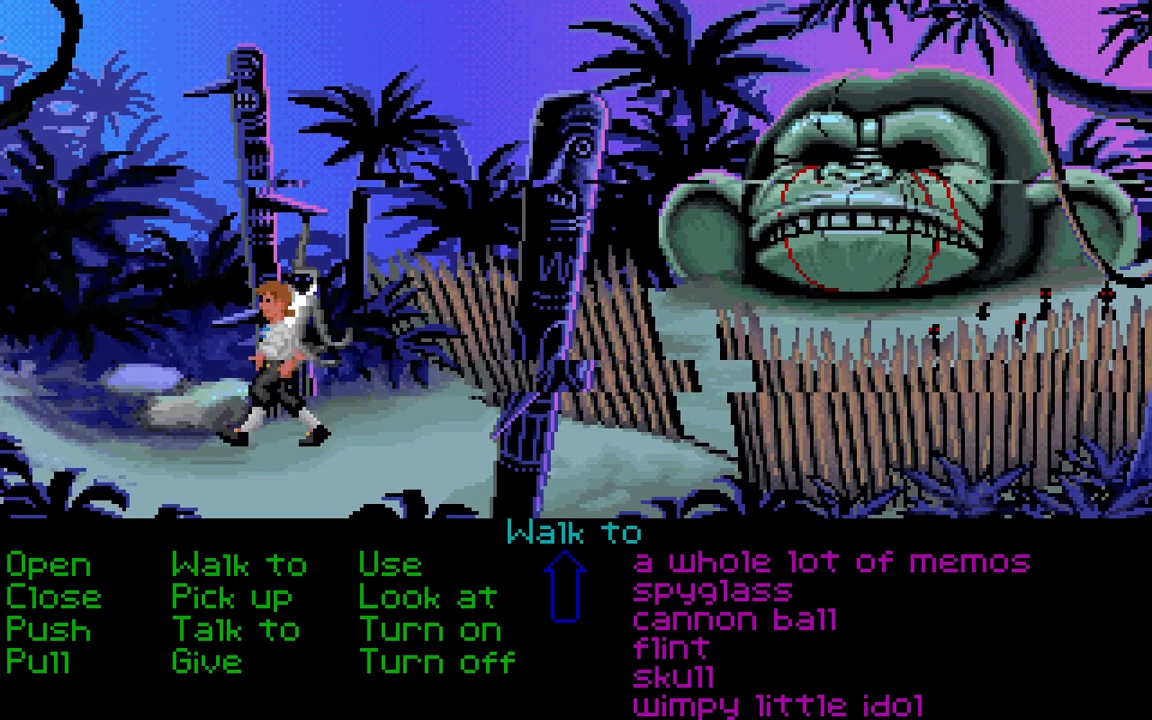 Walk to
Open Walk to Use
Close Pick up Look at
Push Talk to Turn on
Pull Give Turn off
a whole lot of memos
spyglass
cannon ball
flint
skull
wimpy little idol